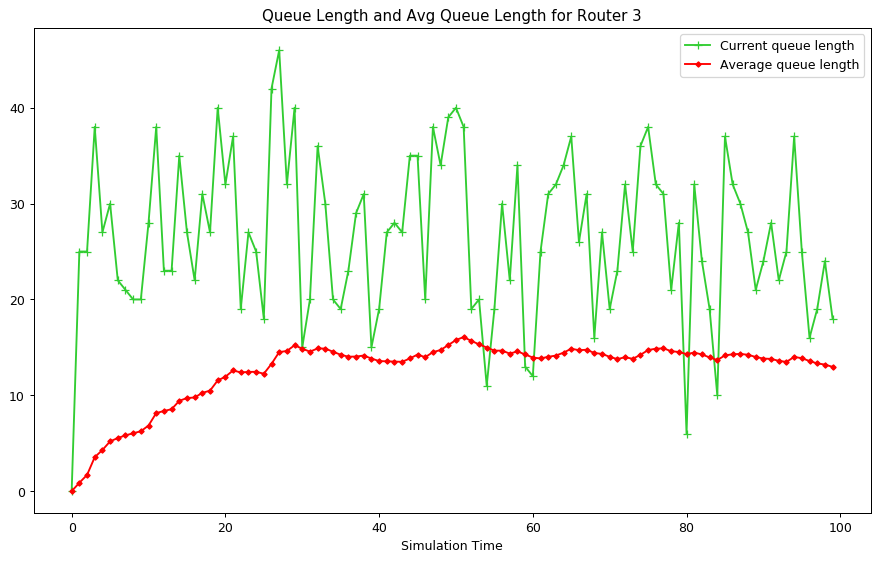 Queue Length and Avg Queue Length for Router 3
Current queue length
Average queue length
40
30
20
10
0
0 20 40 60 80 100
Simulation Time